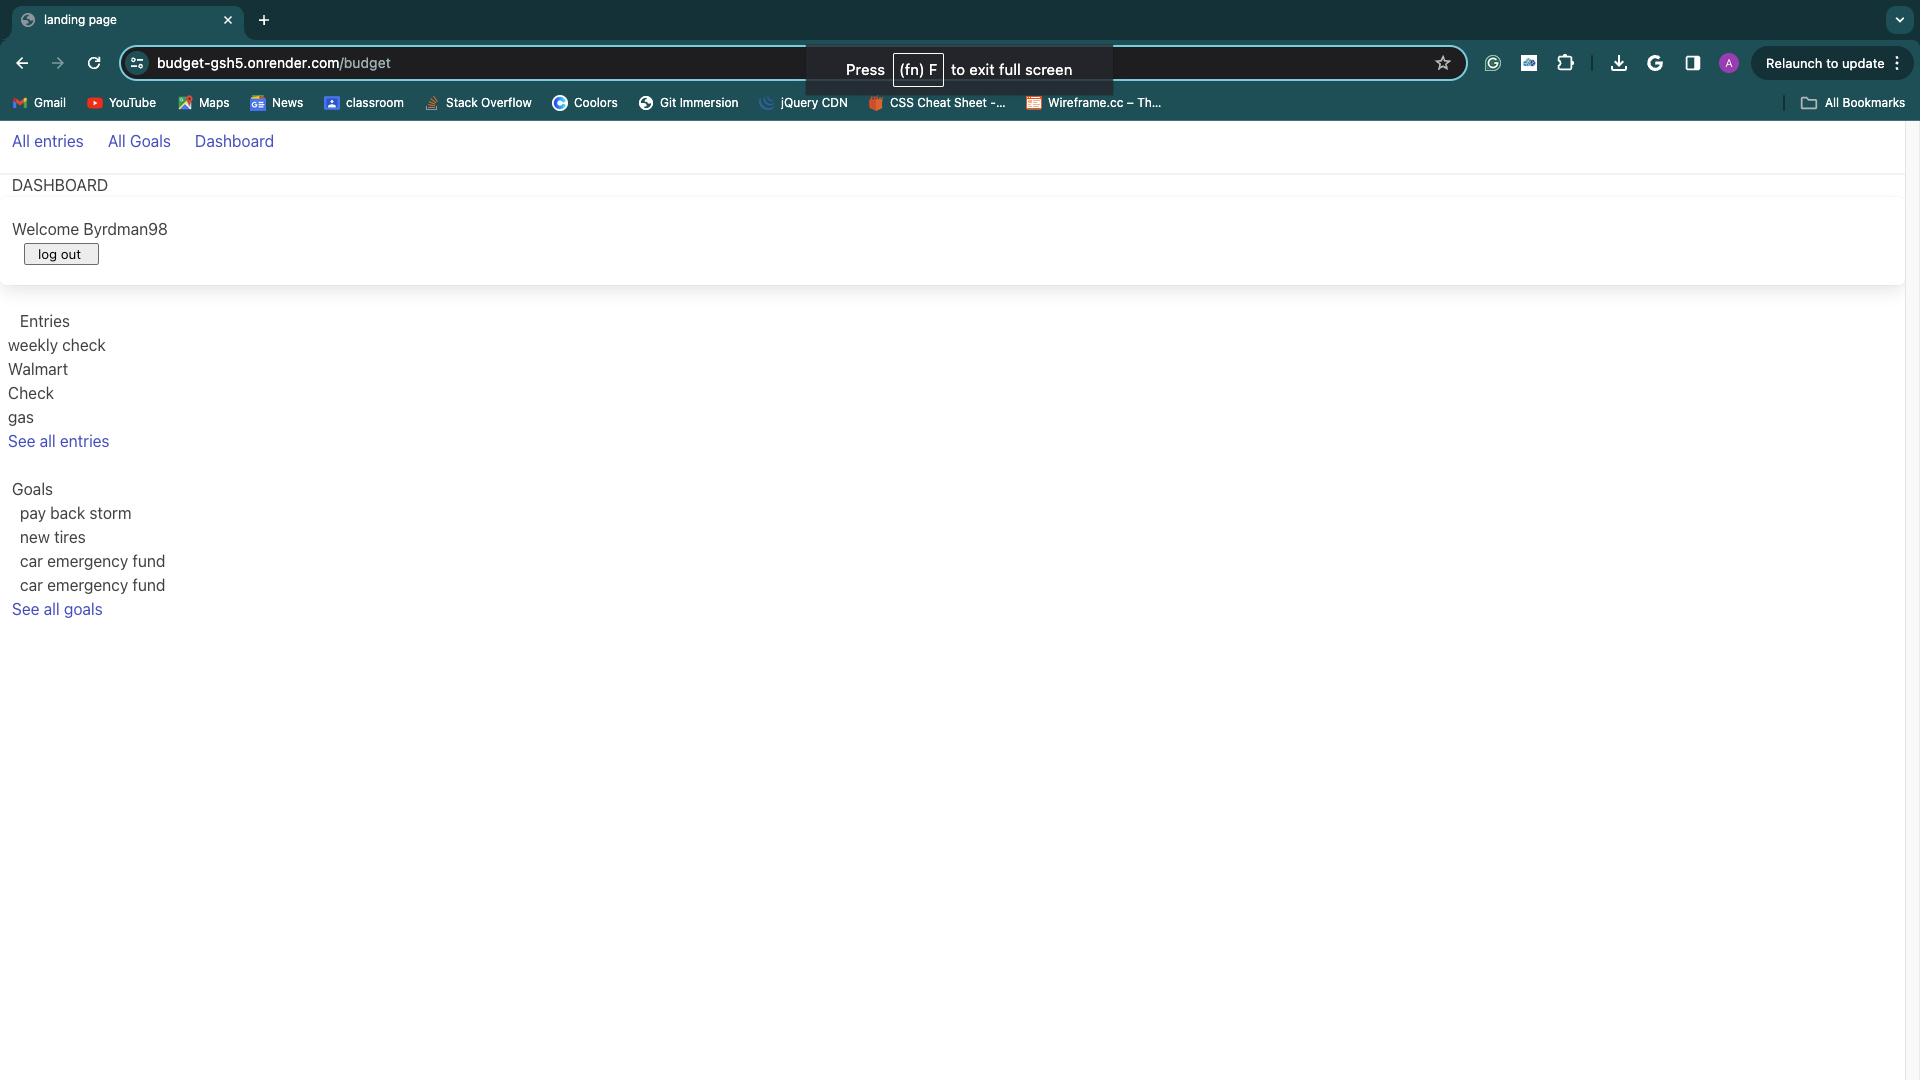 landing page
budget-gsh5.onrender.com/budget
Press (fn) F to exit full screen
A
Relaunch to update
Gmail YouTube Maps News classroom Stack Overflow Coolors Git Immersion jQuery CDN CSS Cheat Sheet -... Wireframe.cc – Th... All Bookmarks
All entries All Goals Dashboard
DASHBOARD
Welcome Byrdman98
log out
Entries
weekly check
Walmart
Check
gas
See all entries
Goals
pay back storm
new tires
car emergency fund
car emergency fund
See all goals